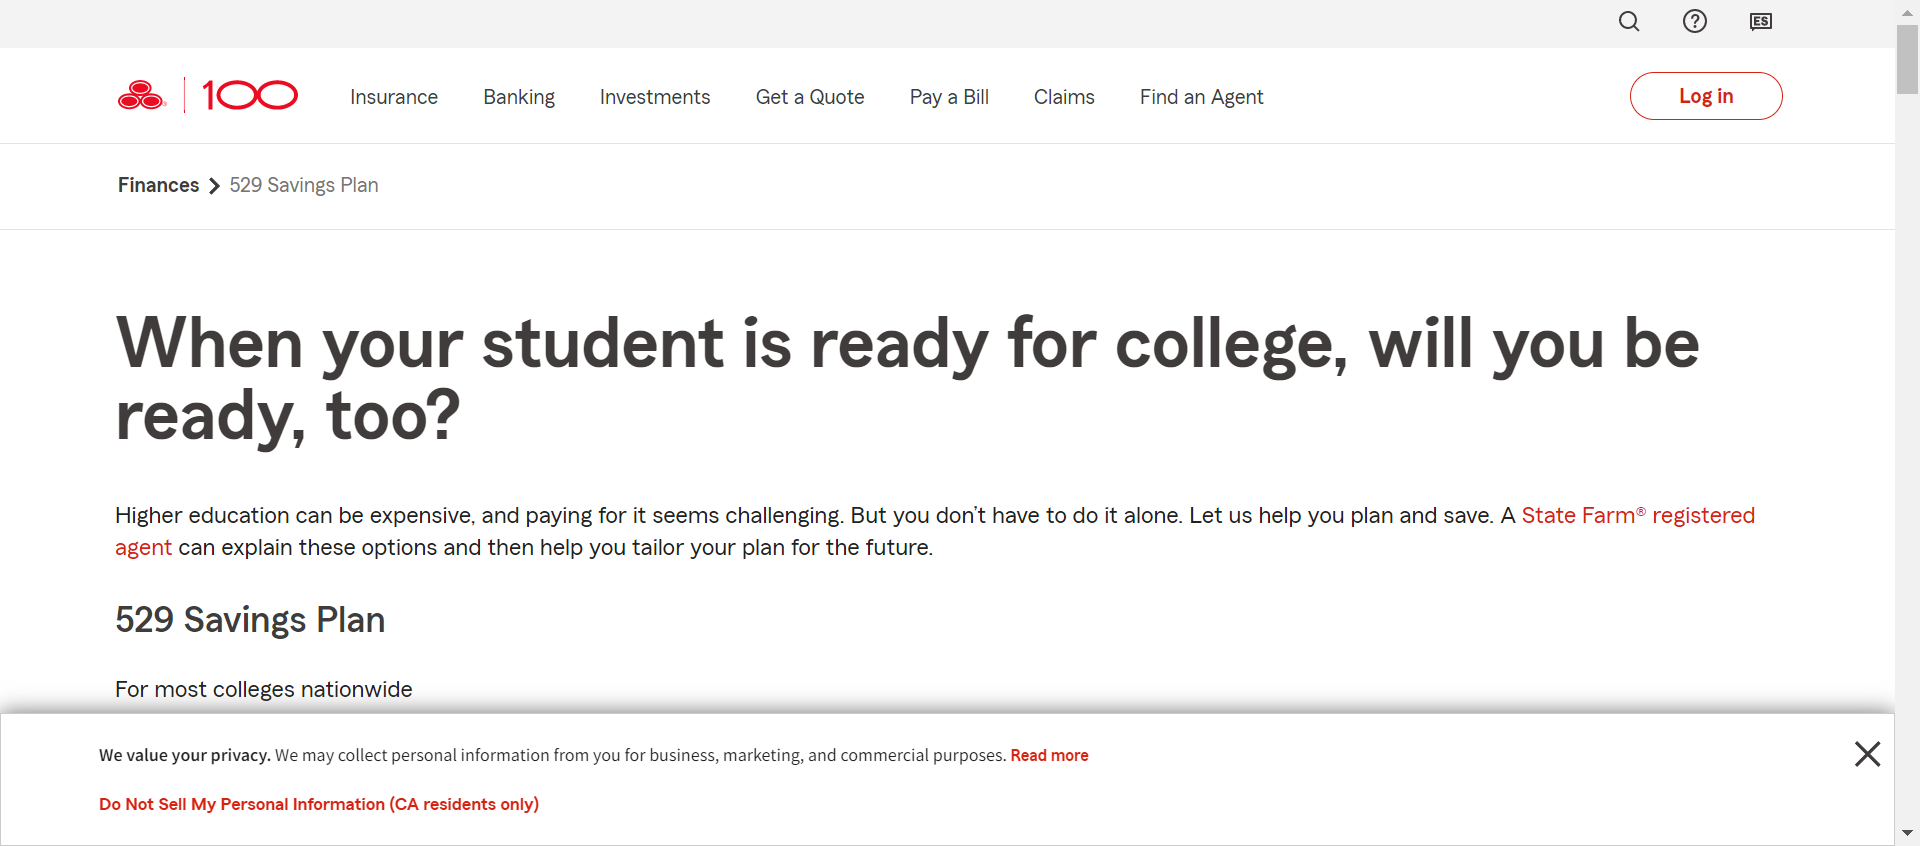 ES
100
Insurance
Banking
Investments
Get a Quote
Pay a Bill
Claims
Find an Agent
Log in
Finances
529 Savings Plan
When your student is ready for college, will you be
ready, too?
Higher education can be expensive, and paying for it seems challenging. But you don’t have to do it alone. Let us help you plan and save. A State Farm® registered
agent can explain these options and then help you tailor your plan for the future.
529 Savings Plan
For most colleges nationwide
We value your privacy. We may collect personal information from you for business, marketing, and commercial purposes. Read more
Do Not Sell My Personal Information (CA residents only)